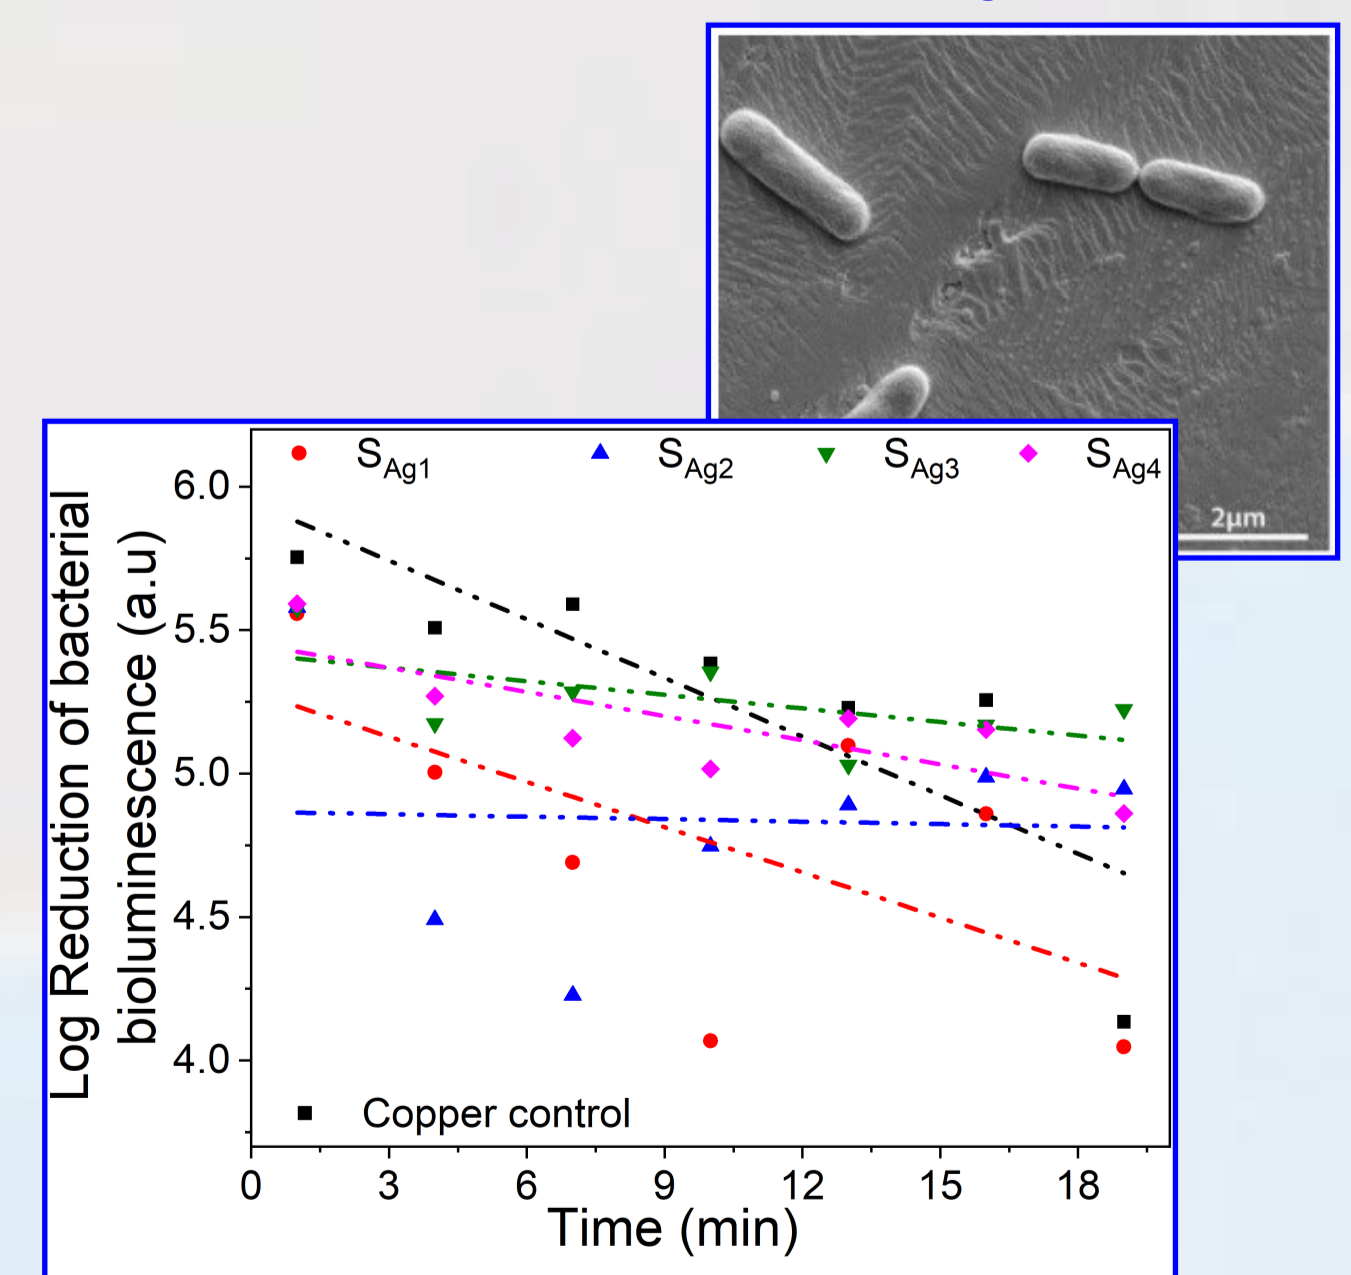 2µm
S_Ag1 S_Ag2 S_Ag3 S_Ag4
Log Reduction of bacterial
bioluminescence (a.u)
6.0
5.5
5.0
4.5
4.0
Copper control
0 3 6 9 12 15 18
Time (min)